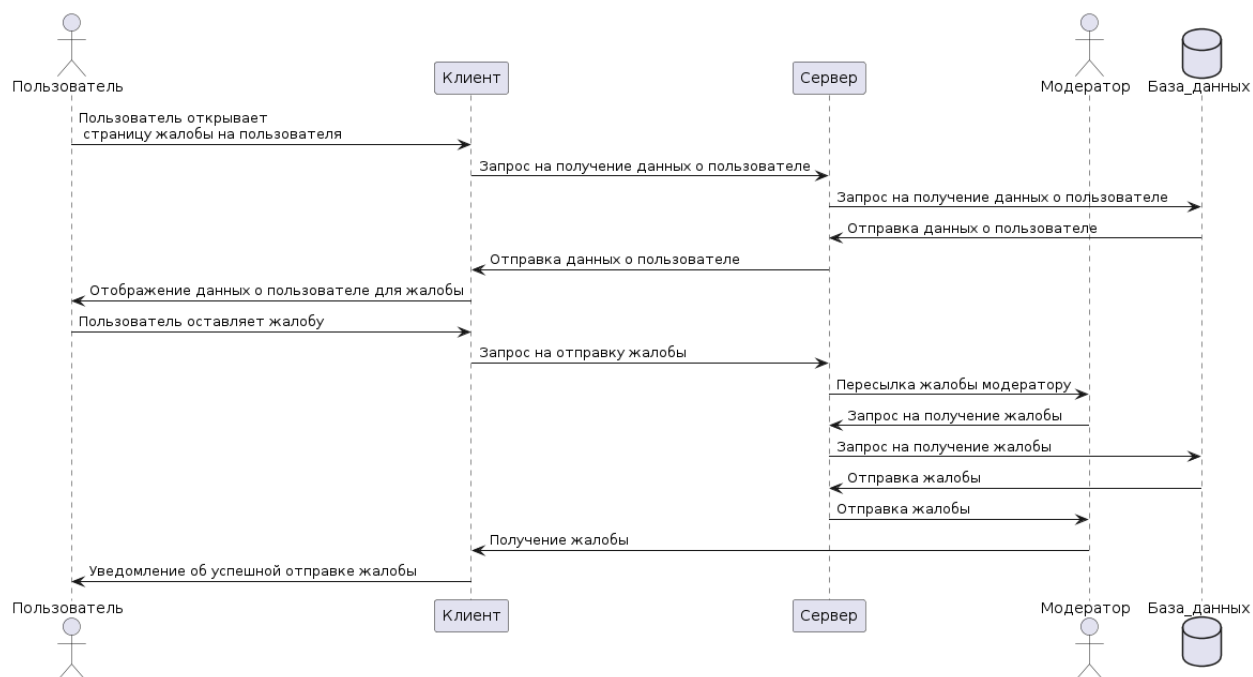 Пользователь
Клиент
Сервер
Модератор
База_данных
Пользователь открывает
страницу жалобы на пользователя
Запрос на получение данных о пользователе
Запрос на получение данных о пользователе
Отправка данных о пользователе
Отправка данных о пользователе
Отображение данных о пользователе для жалобы
Пользователь оставляет жалобу
Запрос на отправку жалобы
Пересылка жалобы модератору
Запрос на получение жалобы
Запрос на получение жалобы
Отправка жалобы
Отправка жалобы
Получение жалобы
Уведомление об успешной отправке жалобы
Пользователь
Клиент
Сервер
Модератор
База_данных